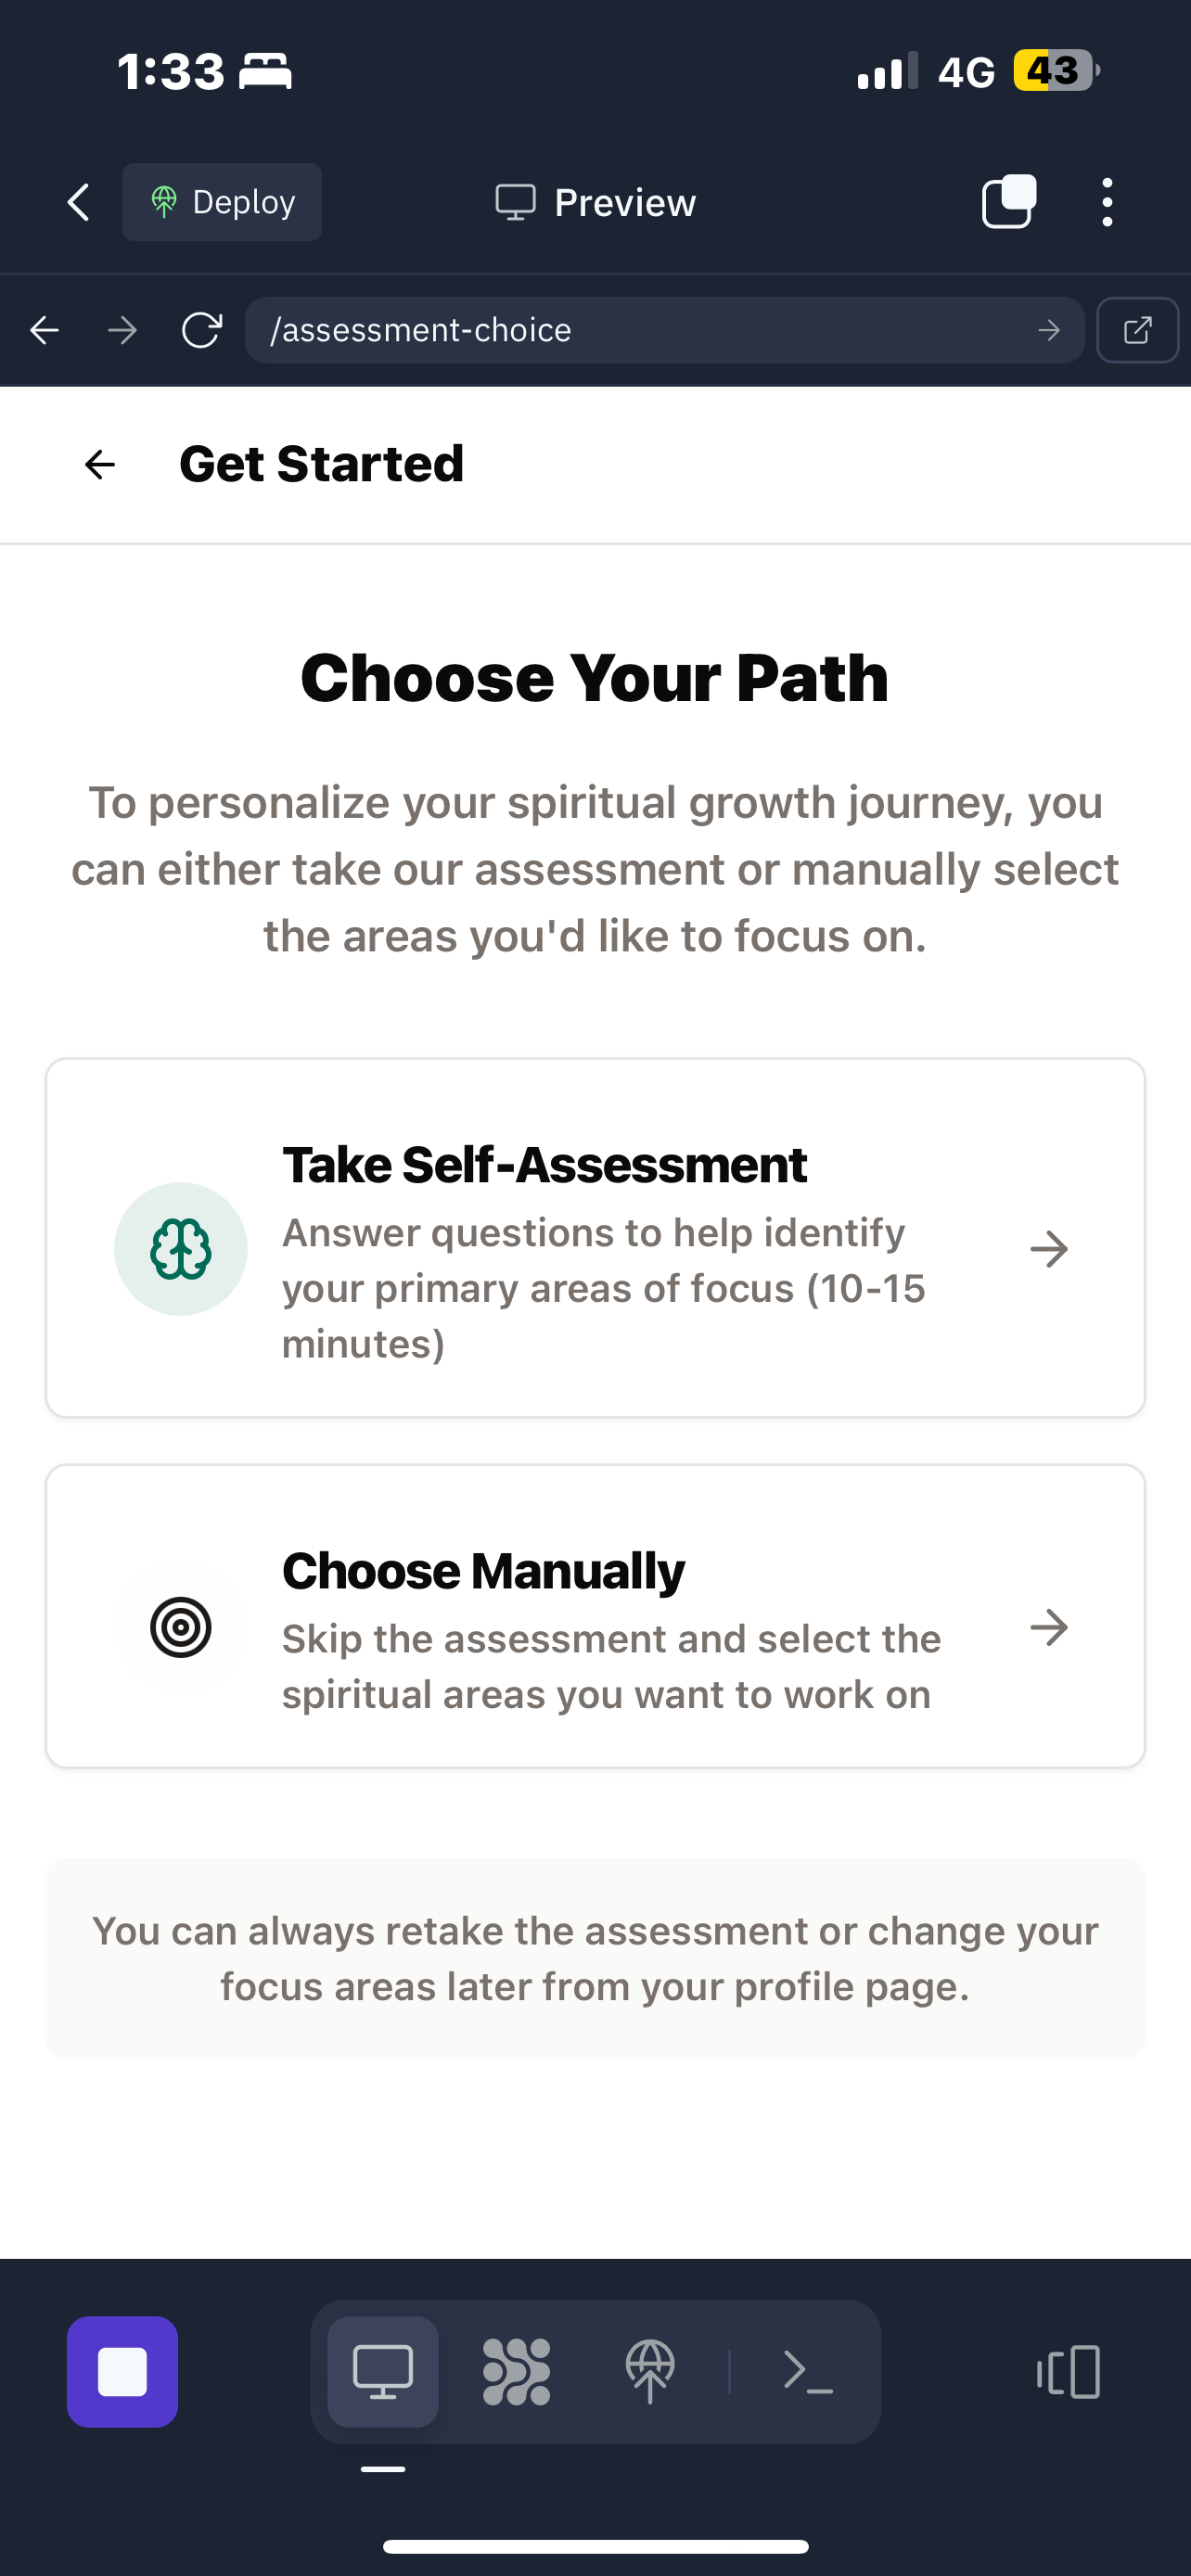 1:33
4G 43
Deploy
Preview
/assessment-choice
Get Started
Choose Your Path
To personalize your spiritual growth journey, you
can either take our assessment or manually select
the areas you'd like to focus on.
Take Self-Assessment
Answer questions to help identify
your primary areas of focus (10-15
minutes)
Choose Manually
Skip the assessment and select the
spiritual areas you want to work on
You can always retake the assessment or change your
focus areas later from your profile page.